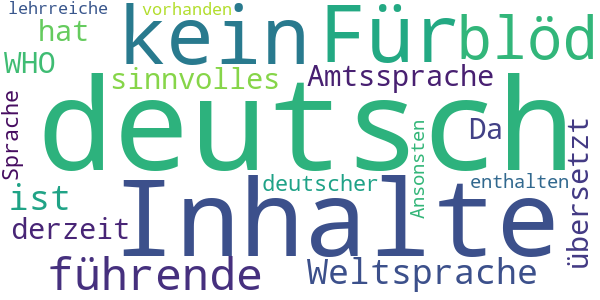 lehrreiche vorhanden
hat kein Für blöd
WHO sinnvolles Amtssprache
deutsch
Sprache Da
Ansonsten übersetzt
ist deutscher enthalten
derzeit Inhalte
führende Weltsprache